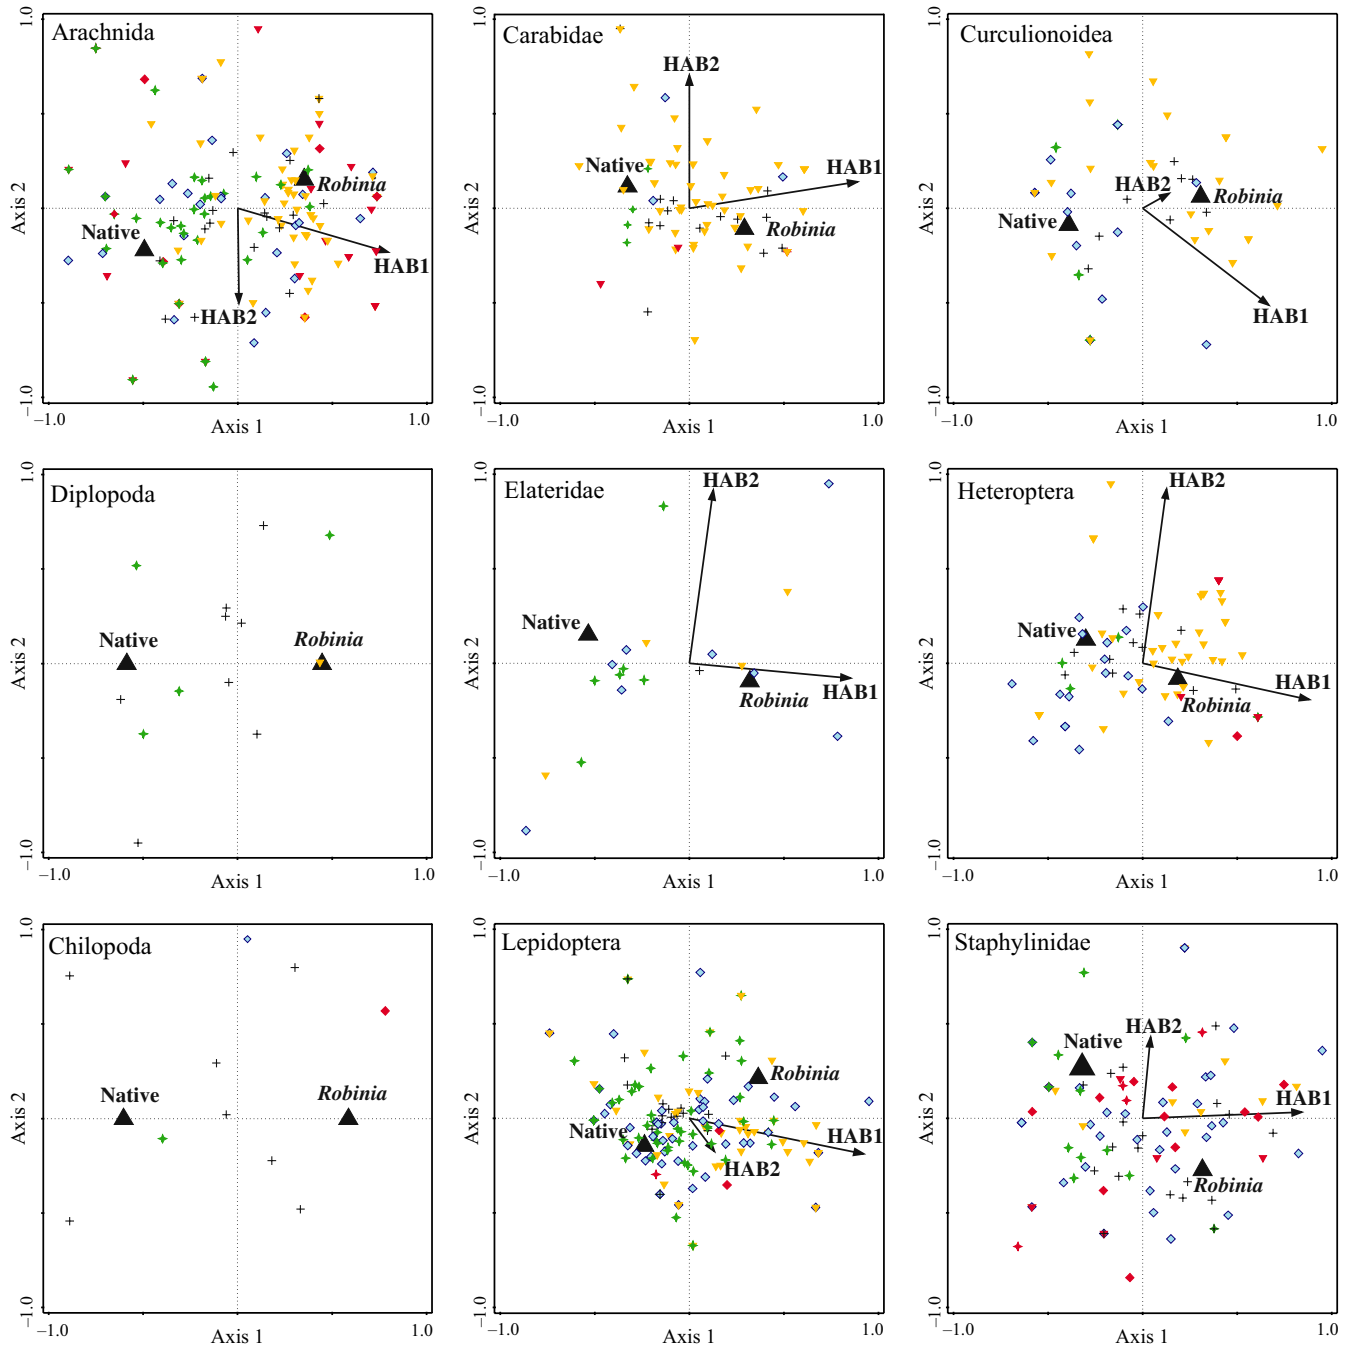 1.0
Arachnida
Robinia
Native
HAB1
HAB2
Axis 2
−1.0
−1.0
Axis 1
1.0
1.0
Carabidae
HAB2
Native
HAB1
Robinia
Axis 2
−1.0
−1.0
Axis 1
1.0
1.0
Curculionoidea
HAB2
Robinia
Native
HAB1
Axis 2
−1.0
−1.0
Axis 1
1.0
1.0
Diplopoda
Native
Robinia
Axis 2
−1.0
−1.0
Axis 1
1.0
1.0
Elateridae
HAB2
Native
HAB1
Robinia
Axis 2
−1.0
−1.0
Axis 1
1.0
1.0
Heteroptera
HAB2
Native
HAB1
Robinia
Axis 2
−1.0
−1.0
Axis 1
1.0
1.0
Chilopoda
Native
Robinia
Axis 2
−1.0
−1.0
Axis 1
1.0
1.0
Lepidoptera
Robinia
Native
HAB1
HAB2
Axis 2
−1.0
−1.0
Axis 1
1.0
1.0
Staphylinidae
HAB2
Native
HAB1
Robinia
Axis 2
−1.0
−1.0
Axis 1
1.0